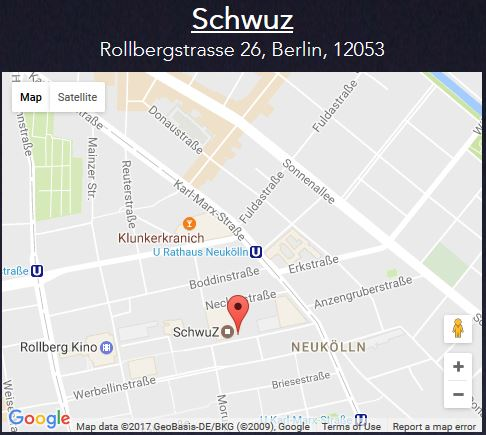 Schwuz
Rollbergstrasse 26, Berlin, 12053
Map
Satellite
Donaustraße
Fuldastraße
Mainzer Str.
Reuterstraße
Sonnenallee
Karl-Marx-Straße
Fuldastraße
Klunkerkranich
U Rathaus Neukölln
U
Boddinstraße
Erkstraße
straße
U
Anzengruberstraße
SchwuZ
Rollberg Kino
NEUKÖLLN
Werbellinstraße
Briesestraße
+
−
Google
Map data ©2017 GeoBasis-DE/BKG (©2009), Google
Terms of Use
Report a map error